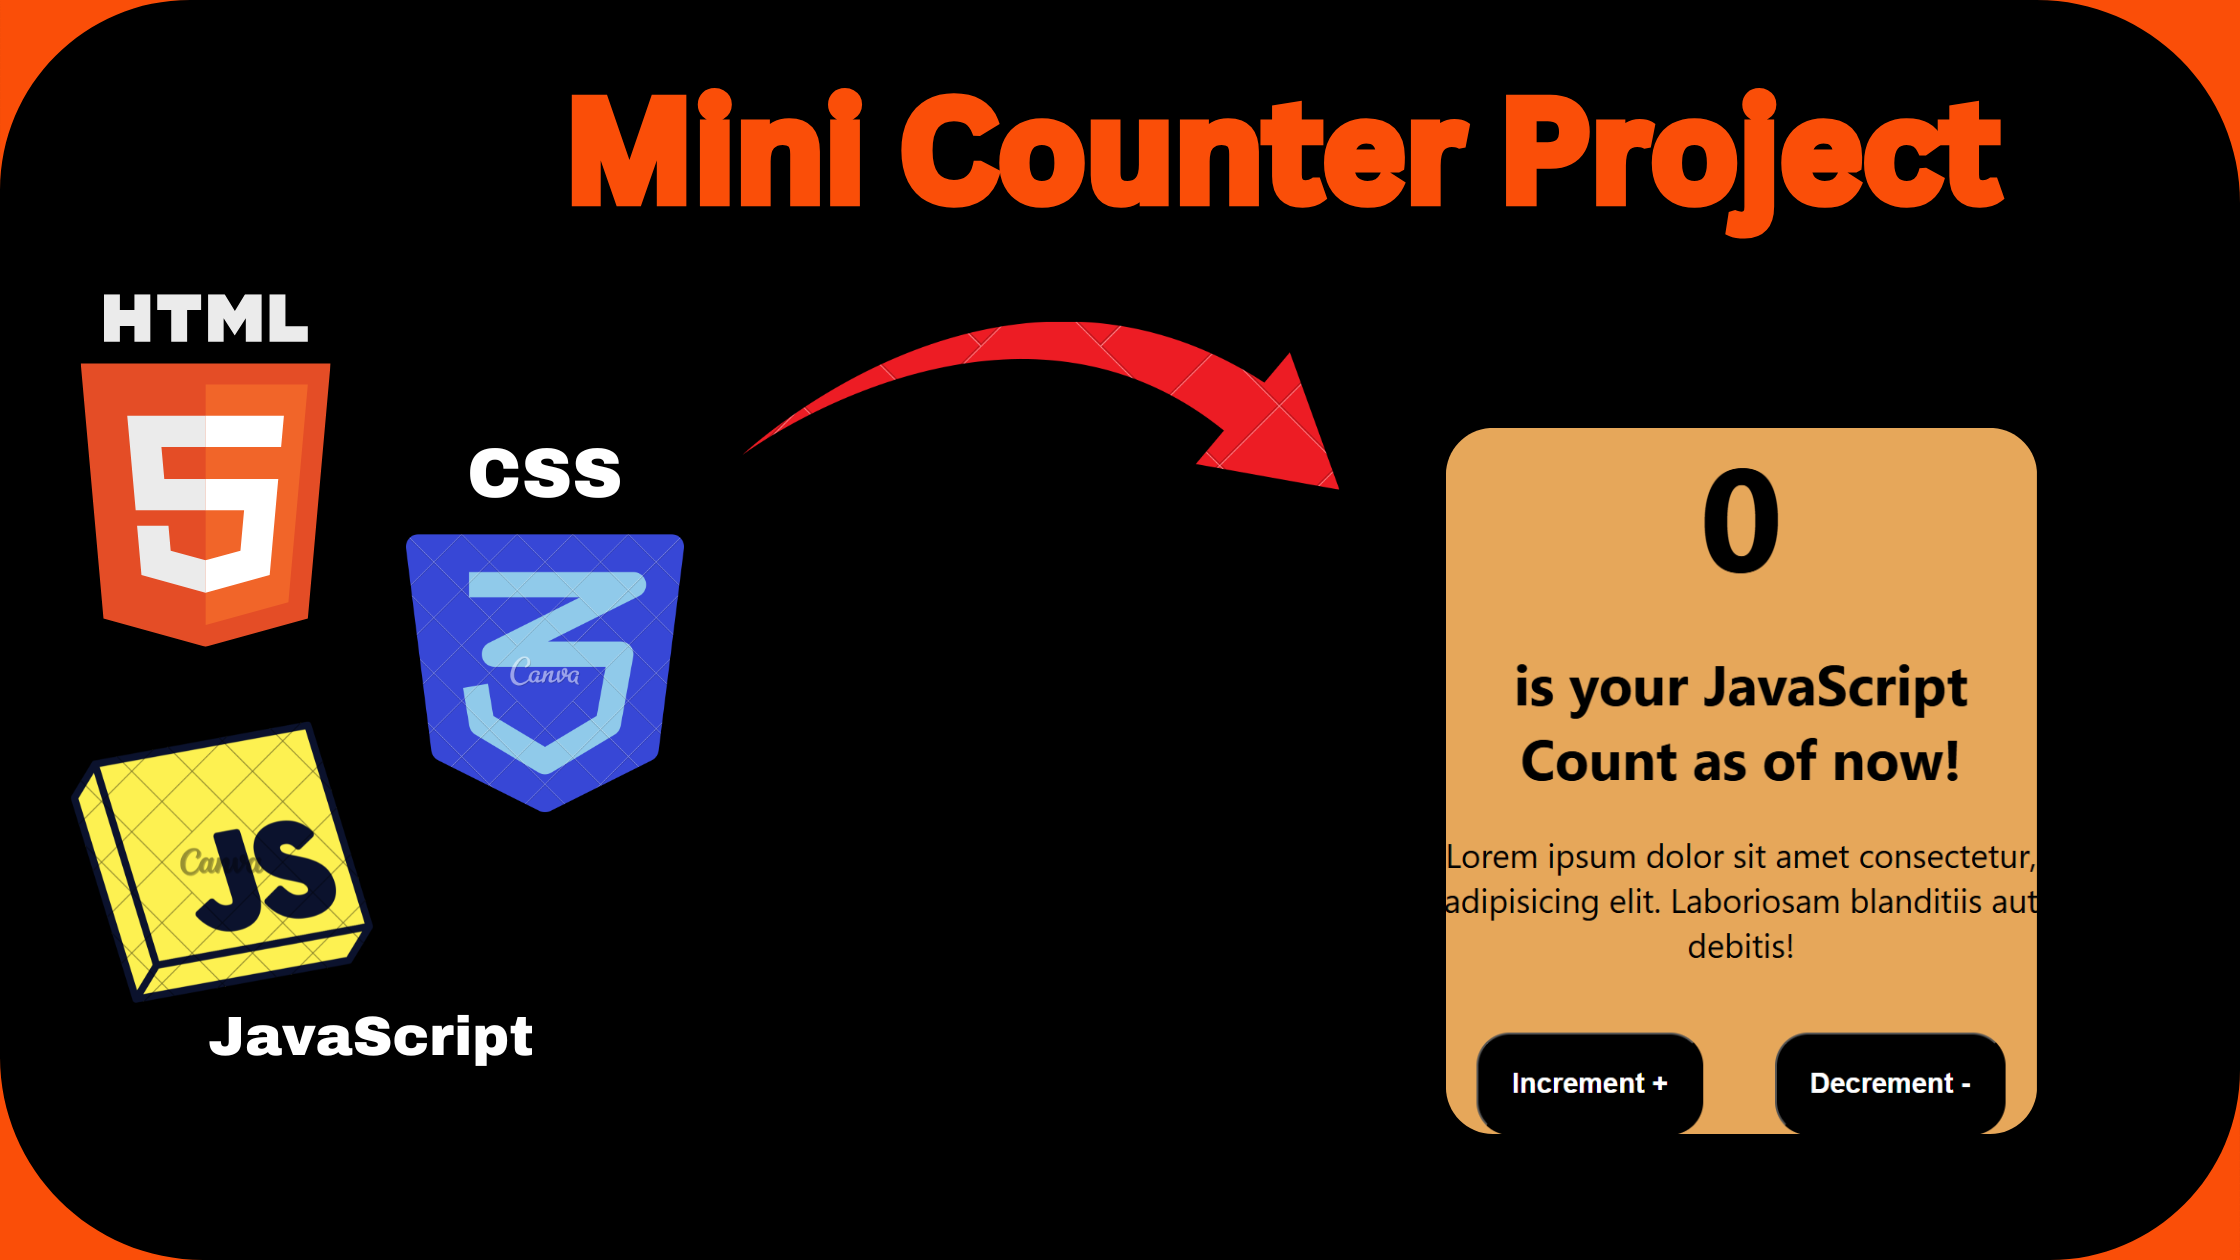 Mini Counter Project
HTML
CSS
Canva
JS
Canva
JavaScript
0
is your JavaScript
Count as of now!
Lorem ipsum dolor sit amet consectetur,
adipisicing elit. Laboriosam blanditiis aut
debitis!
Increment +
Decrement -